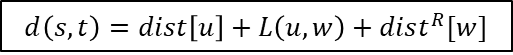 d(s,t) = dist[u] + L(u,w) + dist^R[w]